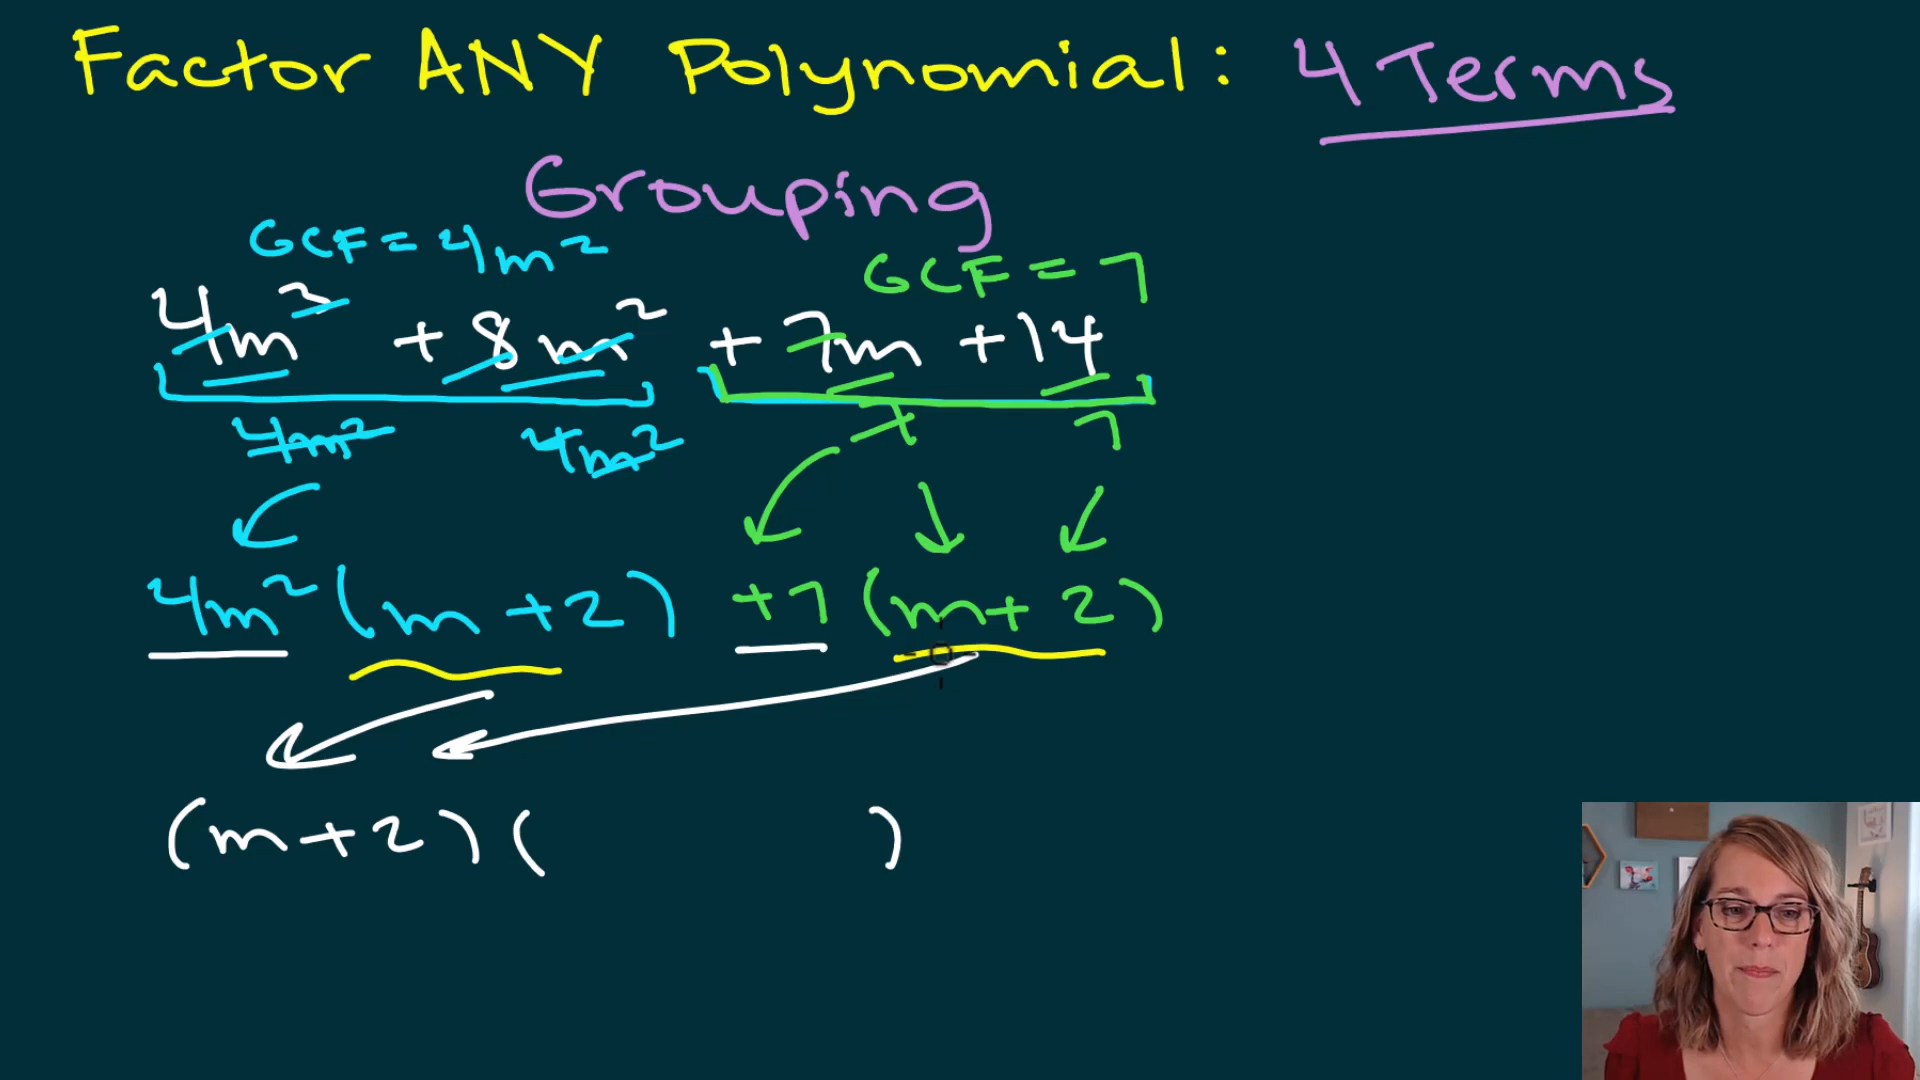 Factor ANY Polynomial: 4 Terms
Grouping
GCF = 4m²
GCF = 7
4m³ + 8m² + 7m + 14
4m² 4m² 7 7
4m² (m + 2) + 7 (m + 2)
(m + 2) ( )